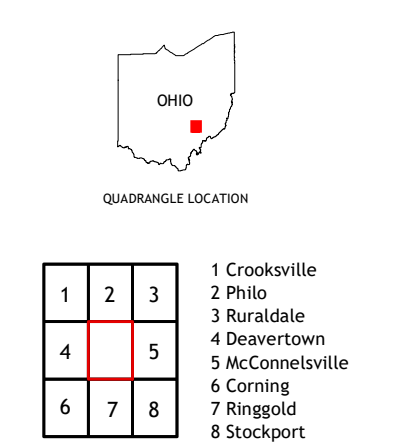 OHIO
QUADRANGLE LOCATION
1 2 3
4 5
6 7 8
1 Crooksville
2 Philo
3 Ruraldale
4 Deavertown
5 McConnelsville
6 Corning
7 Ringgold
8 Stockport